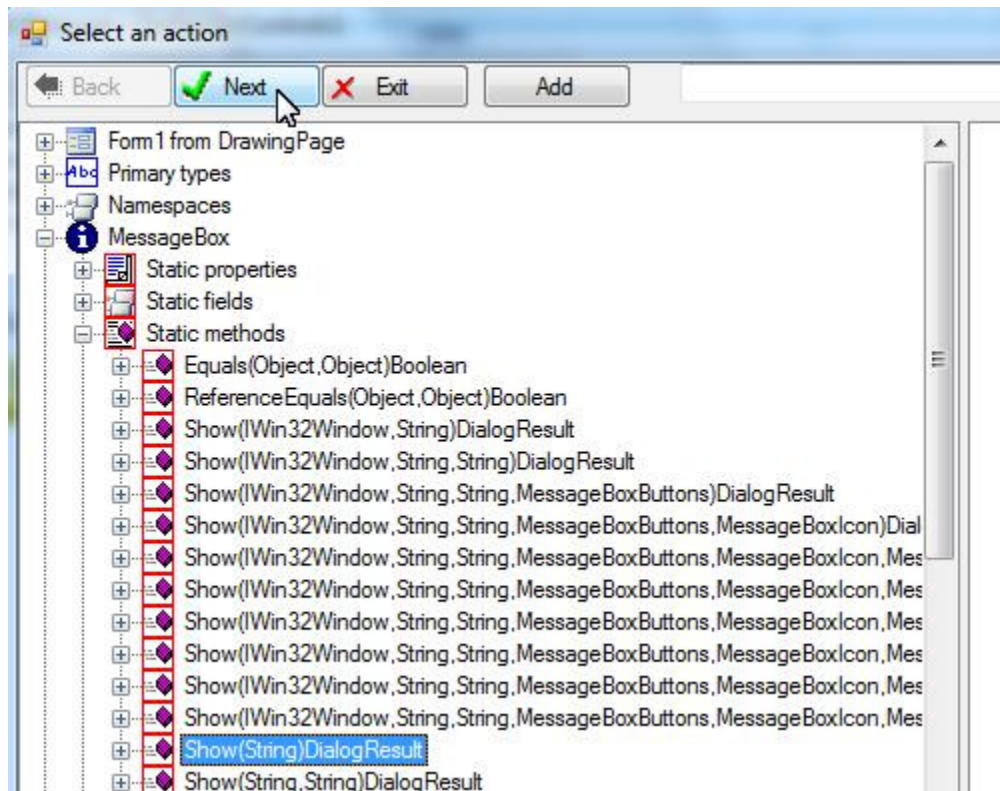 Select an action
Back Next Exit Add
Form1 from DrawingPage
Abc Primary types
Namespaces
MessageBox
Static properties
Static fields
Static methods
Equals(Object,Object)Boolean
ReferenceEquals(Object,Object)Boolean
Show(IWin32Window,String)DialogResult
Show(IWin32Window,String,String)DialogResult
Show(IWin32Window,String,String,MessageBoxButtons)DialogResult
Show(IWin32Window,String,String,MessageBoxButtons,MessageBoxIcon)Dial
Show(IWin32Window,String,String,MessageBoxButtons,MessageBoxIcon,Mes
Show(IWin32Window,String,String,MessageBoxButtons,MessageBoxIcon,Mes
Show(IWin32Window,String,String,MessageBoxButtons,MessageBoxIcon,Mes
Show(IWin32Window,String,String,MessageBoxButtons,MessageBoxIcon,Mes
Show(IWin32Window,String,String,MessageBoxButtons,MessageBoxIcon,Mes
Show(IWin32Window,String,String,MessageBoxButtons,MessageBoxIcon,Mes
Show(String)DialogResult
Show(String,String)DialogResult